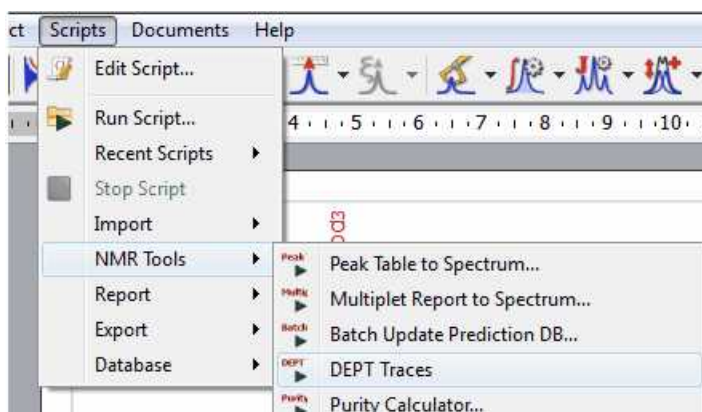 ct Scripts Documents Help
Edit Script...
Run Script...
4 5 6 7 8 9 10
Recent Scripts
Stop Script
Import
od3
NMR Tools
Peak Peak Table to Spectrum...
Report
Multip Multiplet Report to Spectrum...
Export
Batch Batch Update Prediction DB...
Database
DEPT DEPT Traces
Purity Purity Calculator...